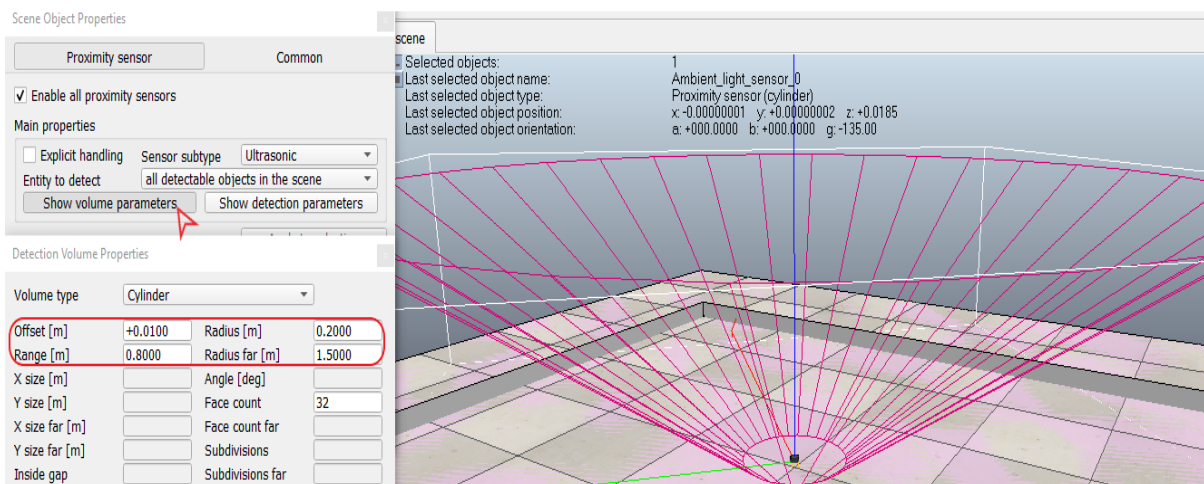 Scene Object Properties
Proximity sensor Common
Enable all proximity sensors
Main properties
Explicit handling Sensor subtype Ultrasonic
Entity to detect all detectable objects in the scene
Show volume parameters Show detection parameters
Detection Volume Properties
Volume type Cylinder
Offset [m] +0.0100 Radius [m] 0.2000
Range [m] 0.8000 Radius far [m] 1.5000
X size [m] Angle [deg]
Y size [m] Face count 32
X size far [m] Face count far
Y size far [m] Subdivisions
Inside gap Subdivisions far
scene
Selected objects: 1
Last selected object name: Ambient_light_sensor_0
Last selected object type: Proximity sensor (cylinder)
Last selected object position: x: -0.00000001 y: +0.00000002 z: +0.0185
Last selected object orientation: a: +000.0000 b: +000.0000 g: -135.00